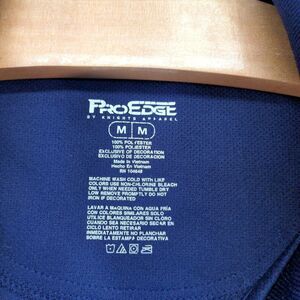 PROEDGE
BY KNIGHTS APPAREL
M M
100% POLYESTER
100% POLIESTER
EXCLUSIVE OF DECORATION
EXCLUSIVO DE DECORACION
Made in Vietnam
Hecho En Vietnam
RN 104648
MACHINE WASH COLD WITH LIKE
COLORS USE NON-CHLORINE BLEACH
ONLY WHEN NEEDED TUMBLE DRY
LOW REMOVE PROMPTLY DO NOT
IRON IF DECORATED
LAVAR A MAQUINA CON AGUA FRIA
CON COLORES SIMILARES SOLO
UTILICE BLANQUEADOR SIN CLORO
CUANDO SEA NECESARIO SECAR EN
CICLO LENTO RETIRAR
INMEDIATAMENTE NO PLANCHAR
SOBRE LA ESTAMPA DECORATIVA